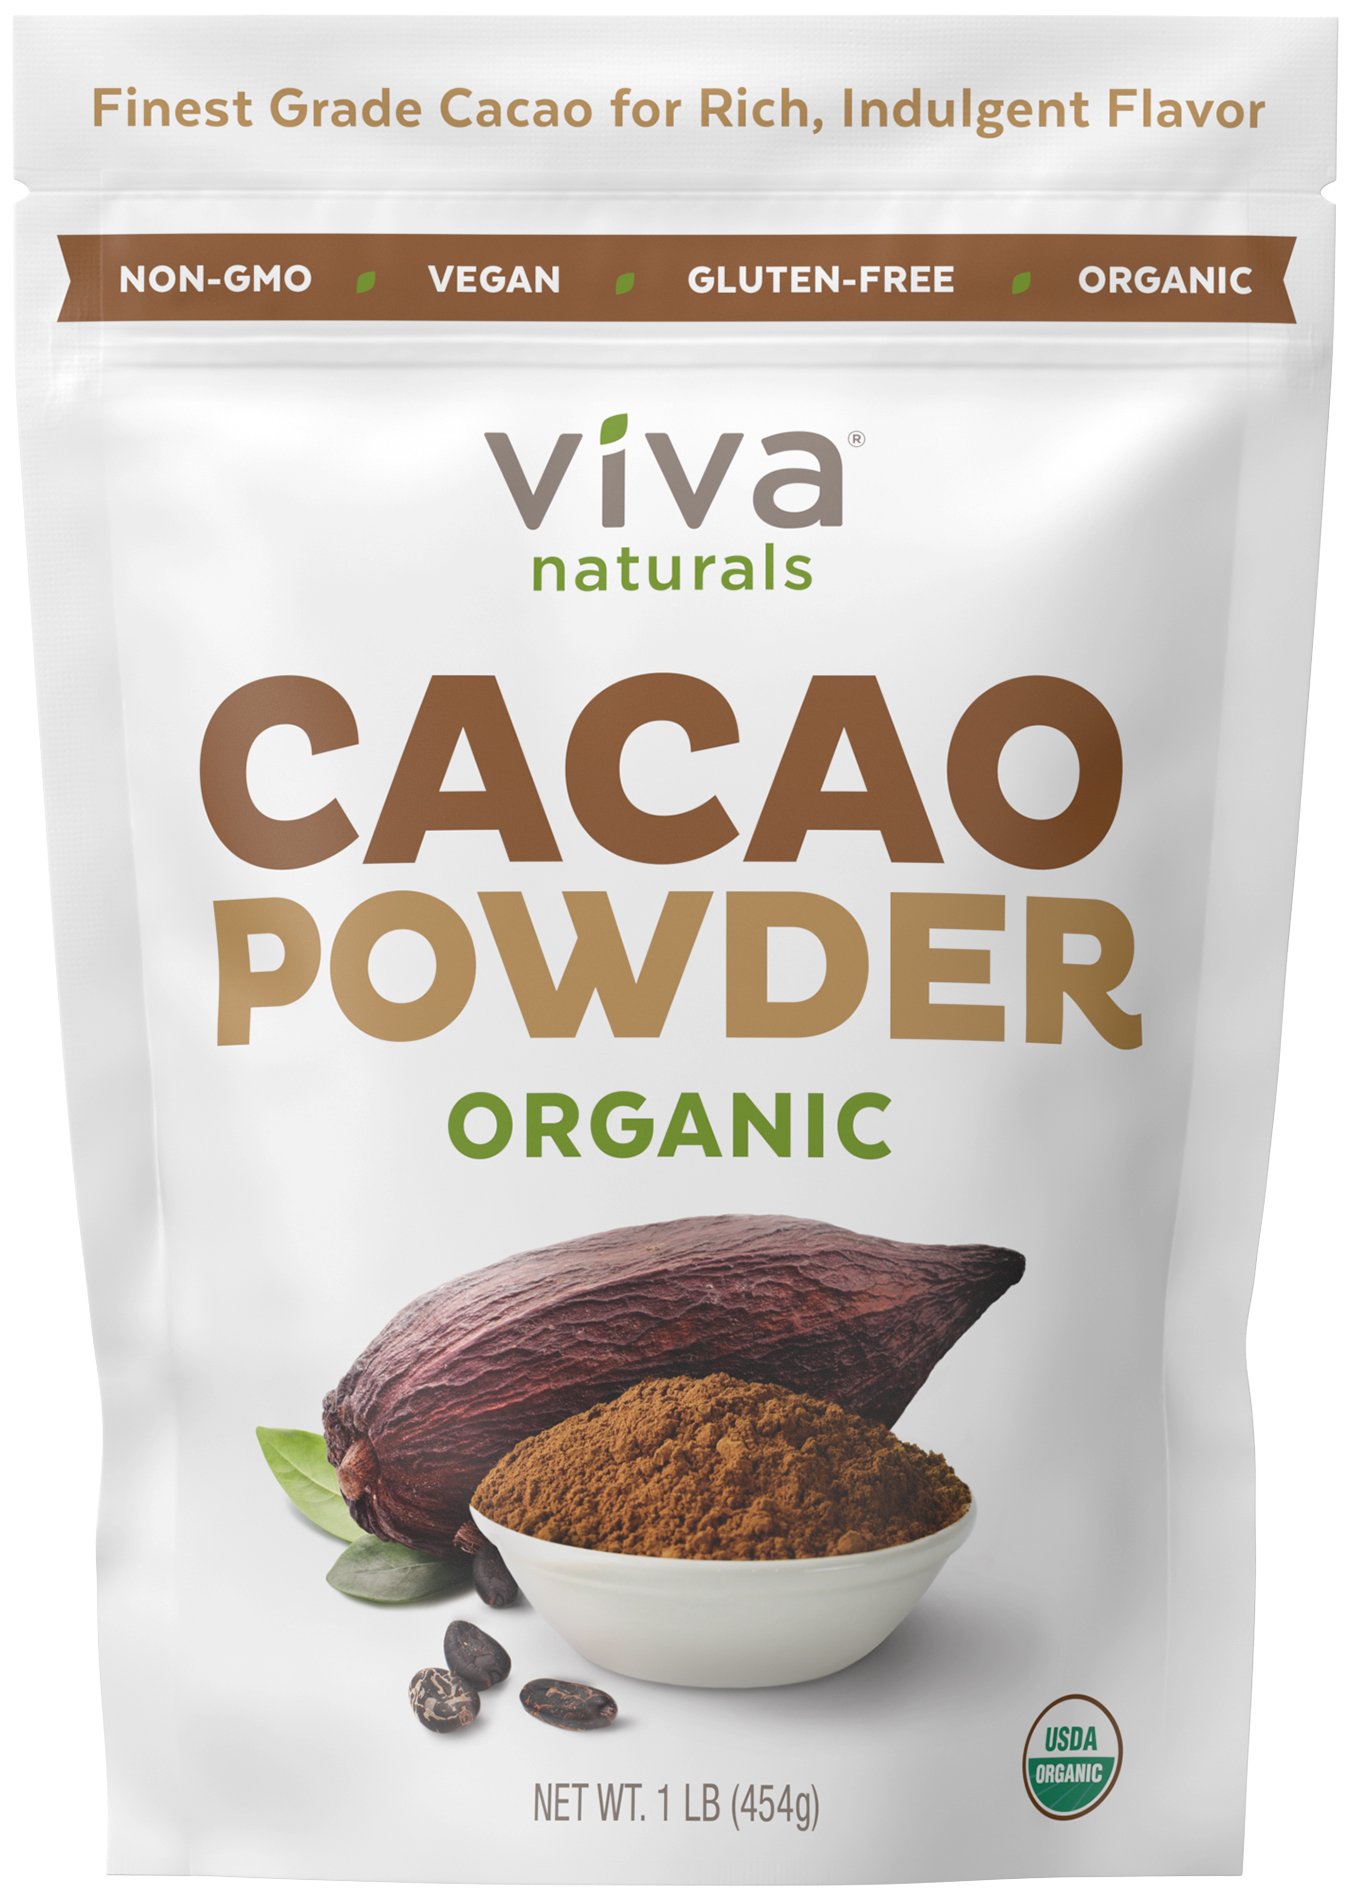 Finest Grade Cacao for Rich, Indulgent Flavor
NON-GMO VEGAN GLUTEN-FREE ORGANIC
viva®
naturals
CACAO
POWDER
ORGANIC
USDA
ORGANIC
NET WT. 1 LB (454g)